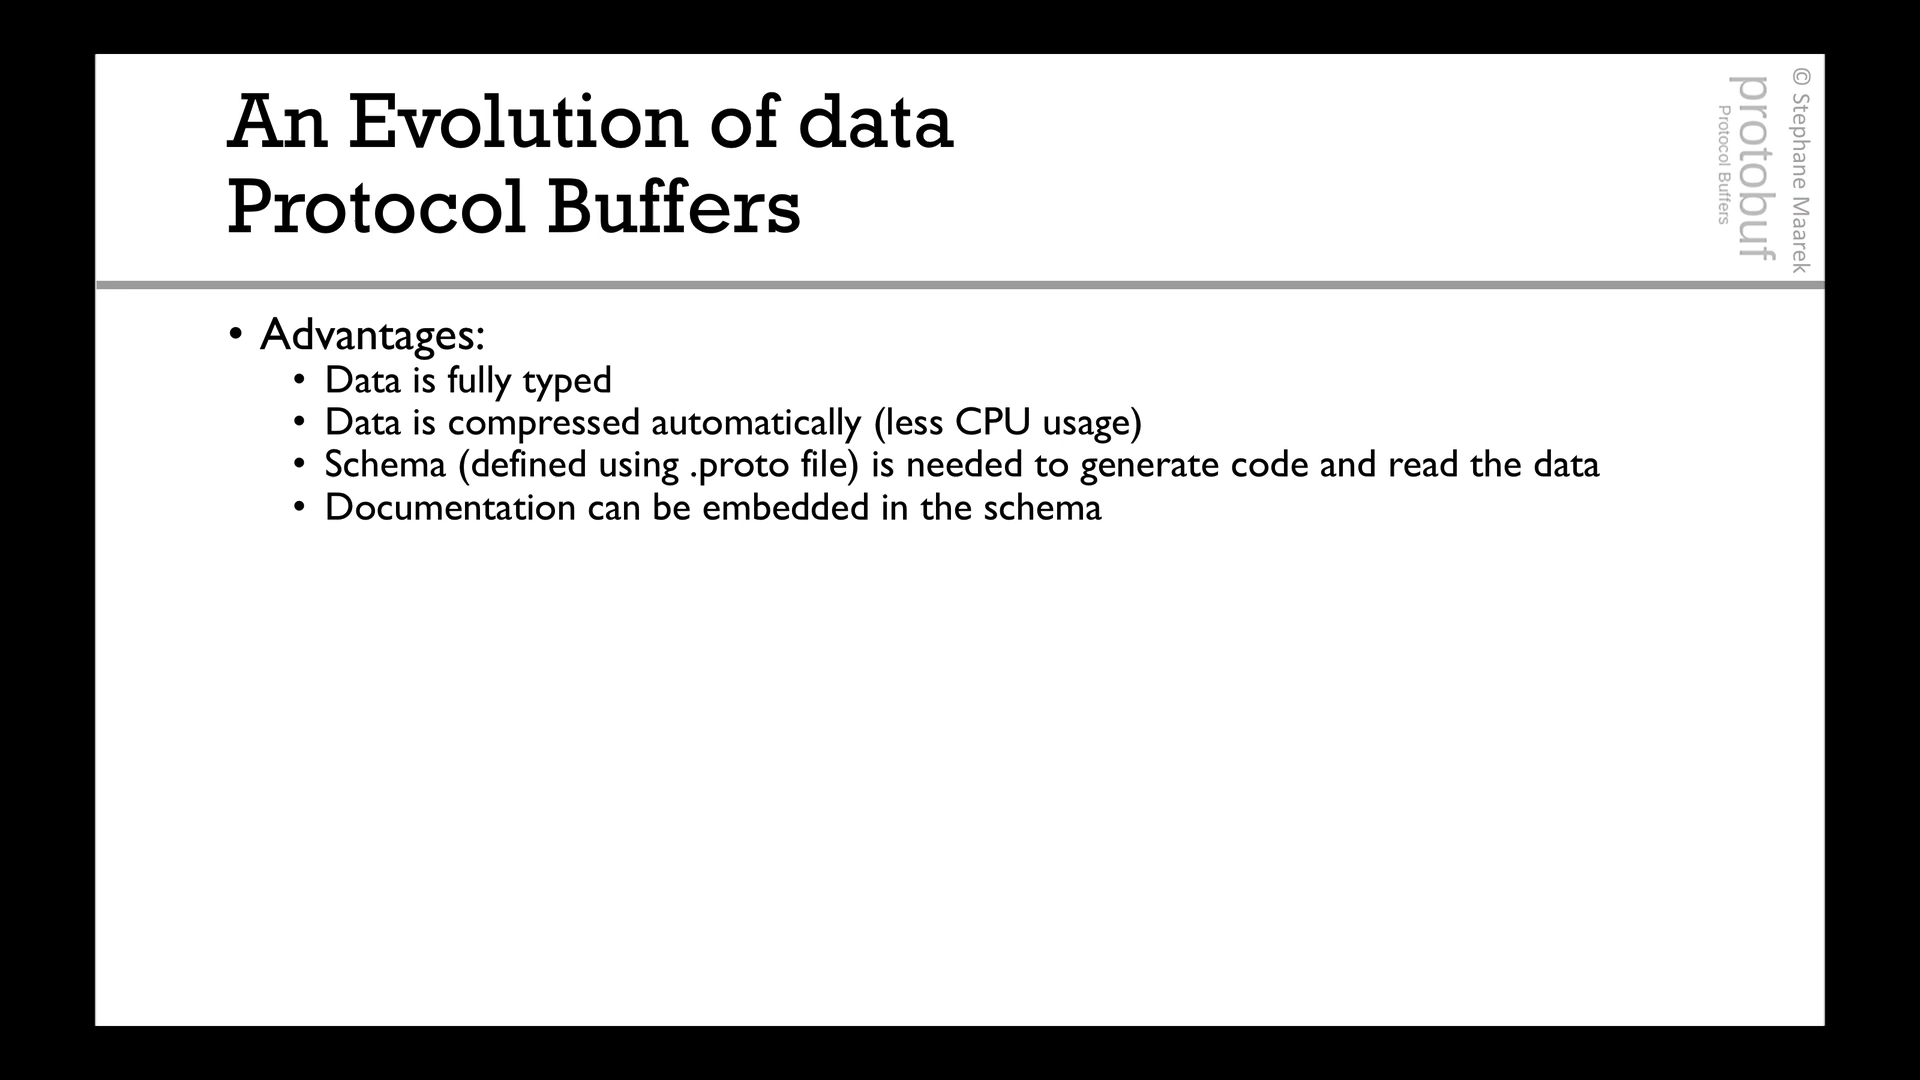 An Evolution of data
Protocol Buffers
© Stephane Maarek
protobuf
Protocol Buffers
• Advantages:
• Data is fully typed
• Data is compressed automatically (less CPU usage)
• Schema (defined using .proto file) is needed to generate code and read the data
• Documentation can be embedded in the schema